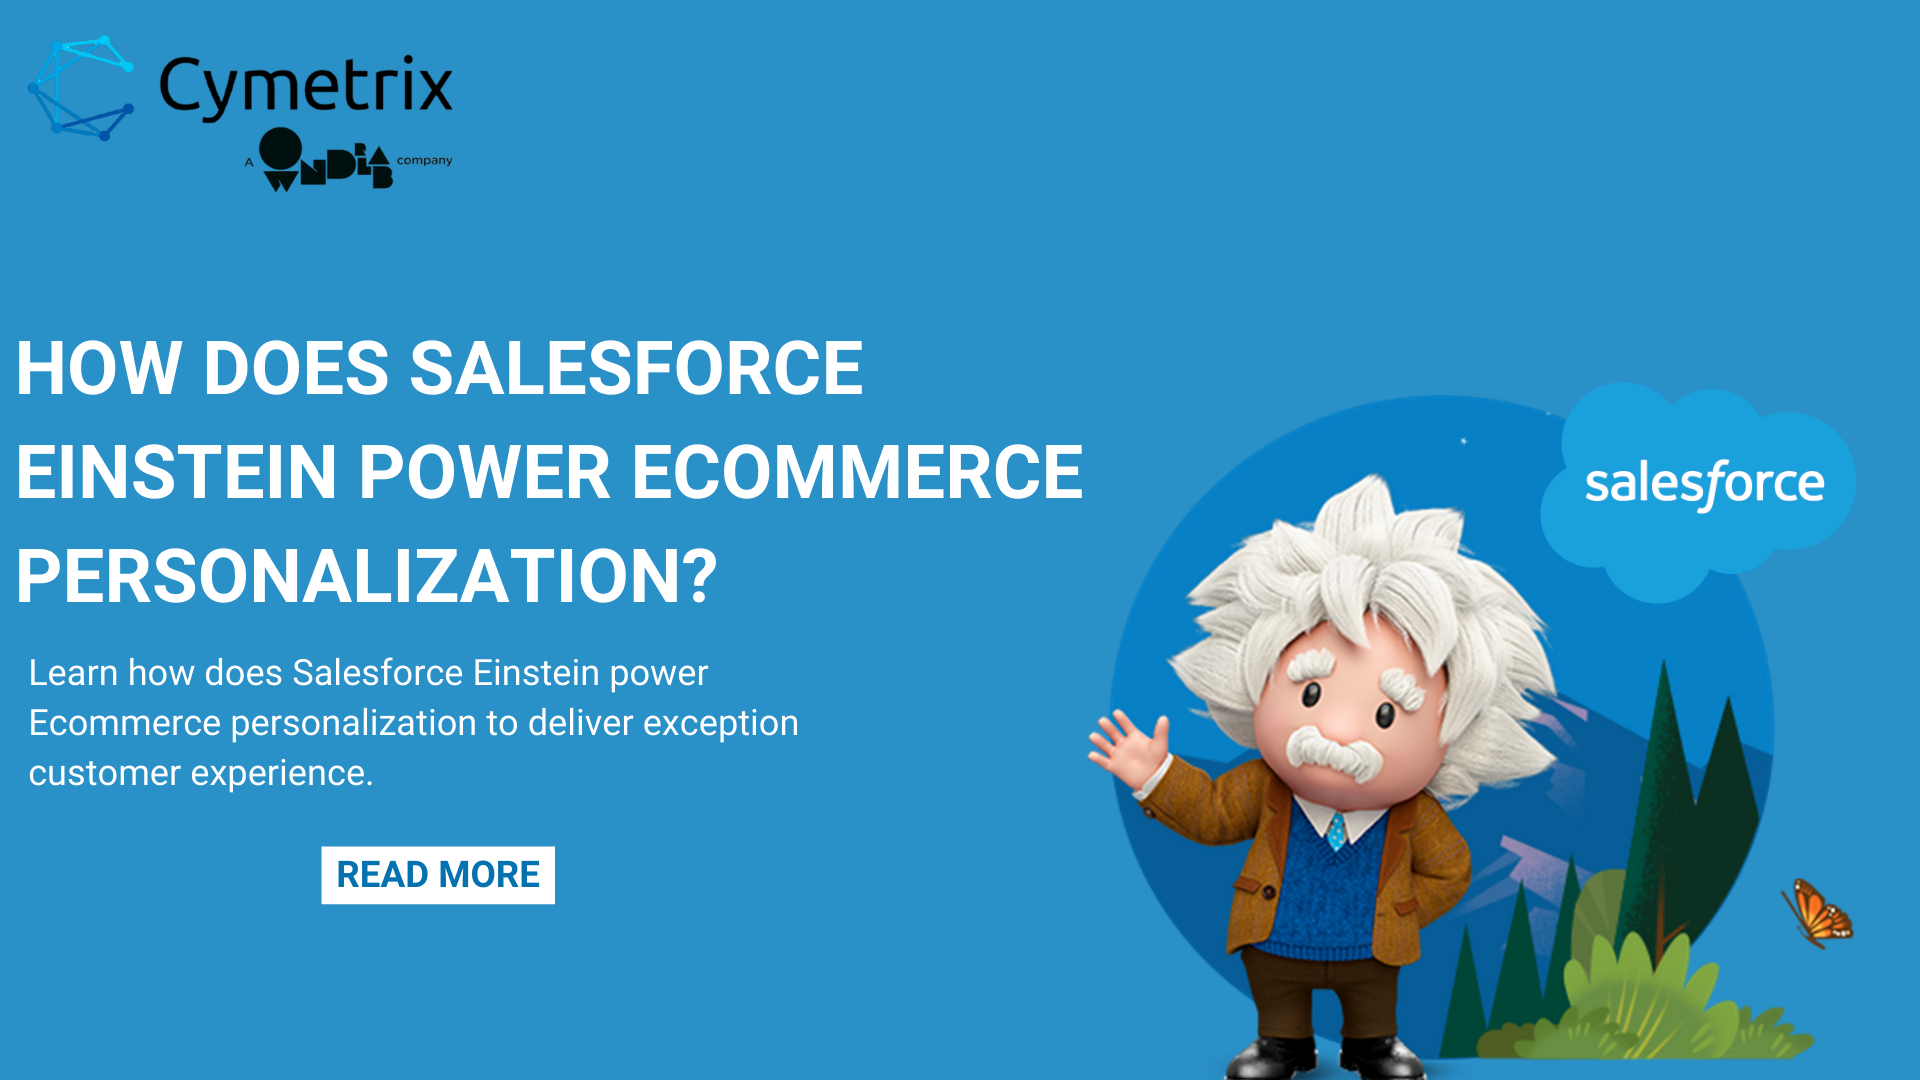 Cymetrix
A WONDRLAB company
HOW DOES SALESFORCE
EINSTEIN POWER ECOMMERCE
PERSONALIZATION?
Learn how does Salesforce Einstein power
Ecommerce personalization to deliver exception
customer experience.
READ MORE
salesforce